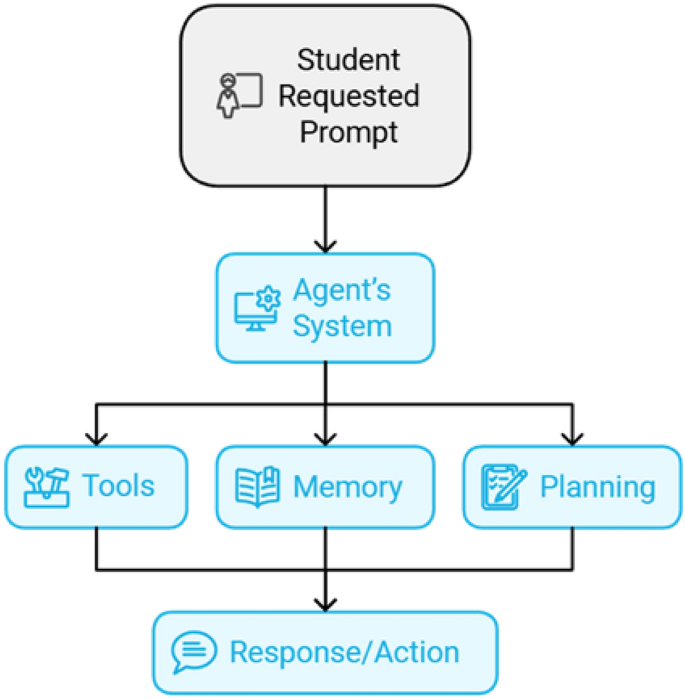 Student
Requested
Prompt
Agent's
System
Tools
Memory
Planning
Response/Action